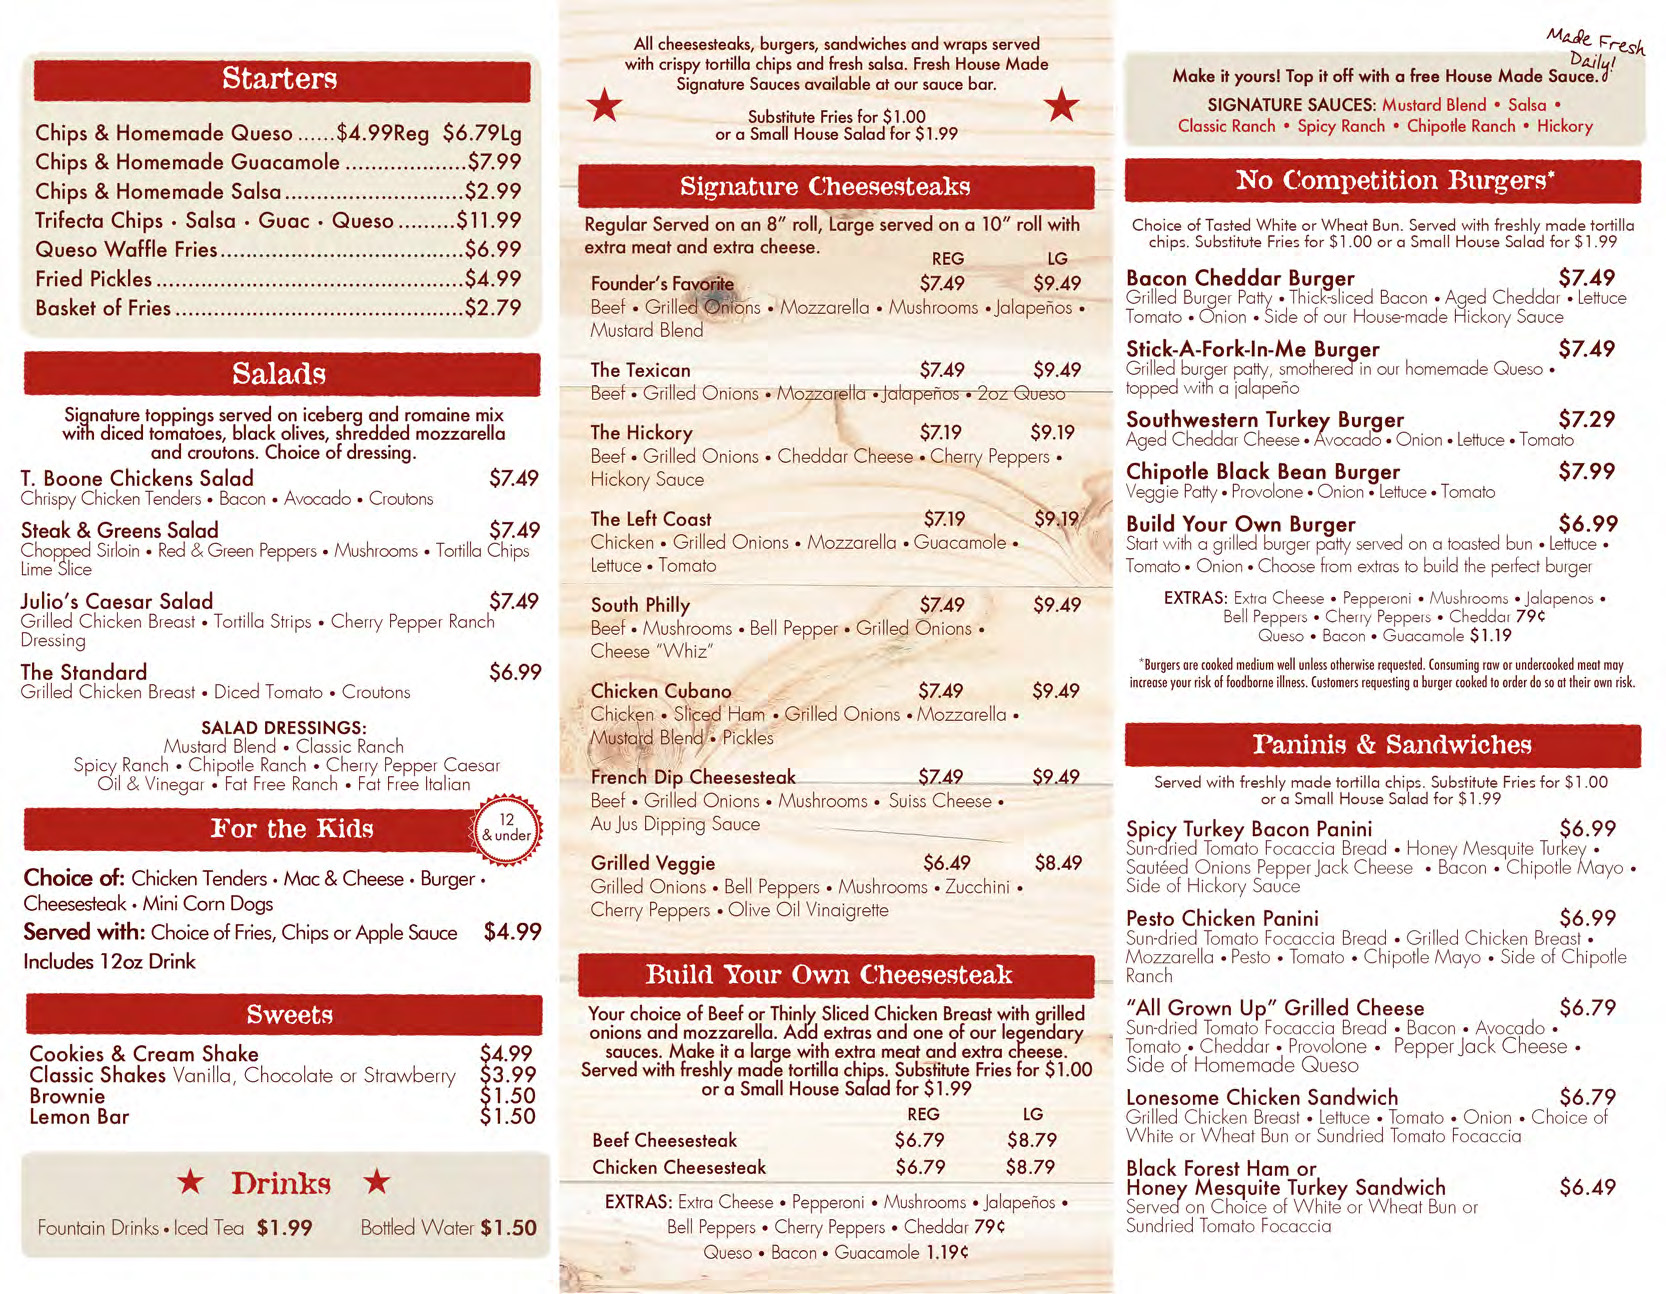 Starters
Chips & Homemade Queso ......$4.99Reg $6.79Lg
Chips & Homemade Guacamole ...................$7.99
Chips & Homemade Salsa............................$2.99
Trifecta Chips • Salsa • Guac • Queso .........$11.99
Queso Waffle Fries......................................$6.99
Fried Pickles ................................................$4.99
Basket of Fries .............................................$2.79
Salads
Signature toppings served on iceberg and romaine mix
with diced tomatoes, black olives, shredded mozzarella
and croutons. Choice of dressing.
T. Boone Chickens Salad $7.49
Chrispy Chicken Tenders • Bacon • Avocado • Croutons
Steak & Greens Salad $7.49
Chopped Sirloin • Red & Green Peppers • Mushrooms • Tortilla Chips
Lime Slice
Julio's Caesar Salad $7.49
Grilled Chicken Breast • Tortilla Strips • Cherry Pepper Ranch
Dressing
The Standard $6.99
Grilled Chicken Breast • Diced Tomato • Croutons
SALAD DRESSINGS:
Mustard Blend • Classic Ranch
Spicy Ranch • Chipotle Ranch • Cherry Pepper Caesar
Oil & Vinegar • Fat Free Ranch • Fat Free Italian
For the Kids
12
& under
Choice of: Chicken Tenders • Mac & Cheese • Burger •
Cheesesteak • Mini Corn Dogs
Served with: Choice of Fries, Chips or Apple Sauce $4.99
Includes 12oz Drink
Sweets
Cookies & Cream Shake $4.99
Classic Shakes Vanilla, Chocolate or Strawberry $3.99
Brownie $1.50
Lemon Bar $1.50
Drinks
Fountain Drinks • Iced Tea $1.99 Bottled Water $1.50
All cheesesteaks, burgers, sandwiches and wraps served
with crispy tortilla chips and fresh salsa. Fresh House Made
Signature Sauces available at our sauce bar.
Substitute Fries for $1.00
or a Small House Salad for $1.99
Signature Cheesesteaks
Regular Served on an 8" roll, Large served on a 10" roll with
extra meat and extra cheese.
REG LG
Founder's Favorite $7.49 $9.49
Beef • Grilled Onions • Mozzarella • Mushrooms • Jalapeños •
Mustard Blend
The Texican $7.49 $9.49
Beef • Grilled Onions • Mozzarella • Jalapeños • 2oz Queso
The Hickory $7.19 $9.19
Beef • Grilled Onions • Cheddar Cheese • Cherry Peppers •
Hickory Sauce
The Left Coast $7.19 $9.19
Chicken • Grilled Onions • Mozzarella • Guacamole •
Lettuce • Tomato
South Philly $7.49 $9.49
Beef • Mushrooms • Bell Pepper • Grilled Onions •
Cheese "Whiz"
Chicken Cubano $7.49 $9.49
Chicken • Sliced Ham • Grilled Onions • Mozzarella •
Mustard Blend • Pickles
French Dip Cheesesteak $7.49 $9.49
Beef • Grilled Onions • Mushrooms • Suiss Cheese •
Au Jus Dipping Sauce
Grilled Veggie $6.49 $8.49
Grilled Onions • Bell Peppers • Mushrooms • Zucchini •
Cherry Peppers • Olive Oil Vinaigrette
Build Your Own Cheesesteak
Your choice of Beef or Thinly Sliced Chicken Breast with grilled
onions and mozzarella. Add extras and one of our legendary
sauces. Make it a large with extra meat and extra cheese.
Served with freshly made tortilla chips. Substitute Fries for $1.00
or a Small House Salad for $1.99
REG LG
Beef Cheesesteak $6.79 $8.79
Chicken Cheesesteak $6.79 $8.79
EXTRAS: Extra Cheese • Pepperoni • Mushrooms • Jalapeños •
Bell Peppers • Cherry Peppers • Cheddar 79¢
Queso • Bacon • Guacamole 1.19¢
Made Fresh
Daily!
Make it yours! Top it off with a free House Made Sauce.
SIGNATURE SAUCES: Mustard Blend • Salsa •
Classic Ranch • Spicy Ranch • Chipotle Ranch • Hickory
No Competition Burgers*
Choice of Tasted White or Wheat Bun. Served with freshly made tortilla
chips. Substitute Fries for $1.00 or a Small House Salad for $1.99
Bacon Cheddar Burger $7.49
Grilled Burger Patty • Thick-sliced Bacon • Aged Cheddar • Lettuce
Tomato • Onion • Side of our House-made Hickory Sauce
Stick-A-Fork-In-Me Burger $7.49
Grilled burger patty, smothered in our homemade Queso •
topped with a jalapeño
Southwestern Turkey Burger $7.29
Aged Cheddar Cheese • Avocado • Onion • Lettuce • Tomato
Chipotle Black Bean Burger $7.99
Veggie Patty • Provolone • Onion • Lettuce • Tomato
Build Your Own Burger $6.99
Start with a grilled burger patty served on a toasted bun • Lettuce •
Tomato • Onion • Choose from extras to build the perfect burger
EXTRAS: Extra Cheese • Pepperoni • Mushrooms • Jalapenos •
Bell Peppers • Cherry Peppers • Cheddar 79¢
Queso • Bacon • Guacamole $1.19
*Burgers are cooked medium well unless otherwise requested. Consuming raw or undercooked meat may
increase your risk of foodborne illness. Customers requesting a burger cooked to order do so at their own risk.
Paninis & Sandwiches
Served with freshly made tortilla chips. Substitute Fries for $1.00
or a Small House Salad for $1.99
Spicy Turkey Bacon Panini $6.99
Sun-dried Tomato Focaccia Bread • Honey Mesquite Turkey •
Sautéed Onions Pepper Jack Cheese • Bacon • Chipotle Mayo •
Side of Hickory Sauce
Pesto Chicken Panini $6.99
Sun-dried Tomato Focaccia Bread • Grilled Chicken Breast •
Mozzarella • Pesto • Tomato • Chipotle Mayo • Side of Chipotle
Ranch
"All Grown Up" Grilled Cheese $6.79
Sun-dried Tomato Focaccia Bread • Bacon • Avocado •
Tomato • Cheddar • Provolone • Pepper Jack Cheese •
Side of Homemade Queso
Lonesome Chicken Sandwich $6.79
Grilled Chicken Breast • Lettuce • Tomato • Onion • Choice of
White or Wheat Bun or Sundried Tomato Focaccia
Black Forest Ham or
Honey Mesquite Turkey Sandwich $6.49
Served on Choice of White or Wheat Bun or
Sundried Tomato Focaccia